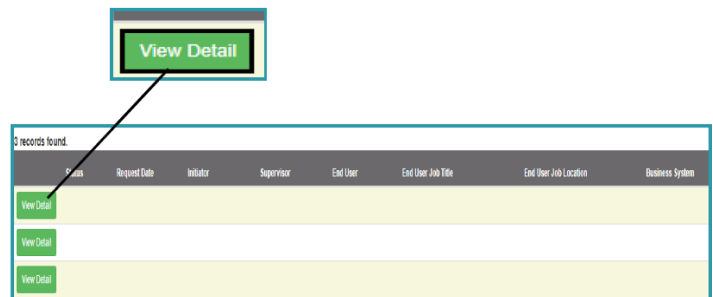 View Detail
3 records found.
Status Request Date Initiator Supervisor End User End User Job Title End User Job Location Business System
View Detail
View Detail
View Detail